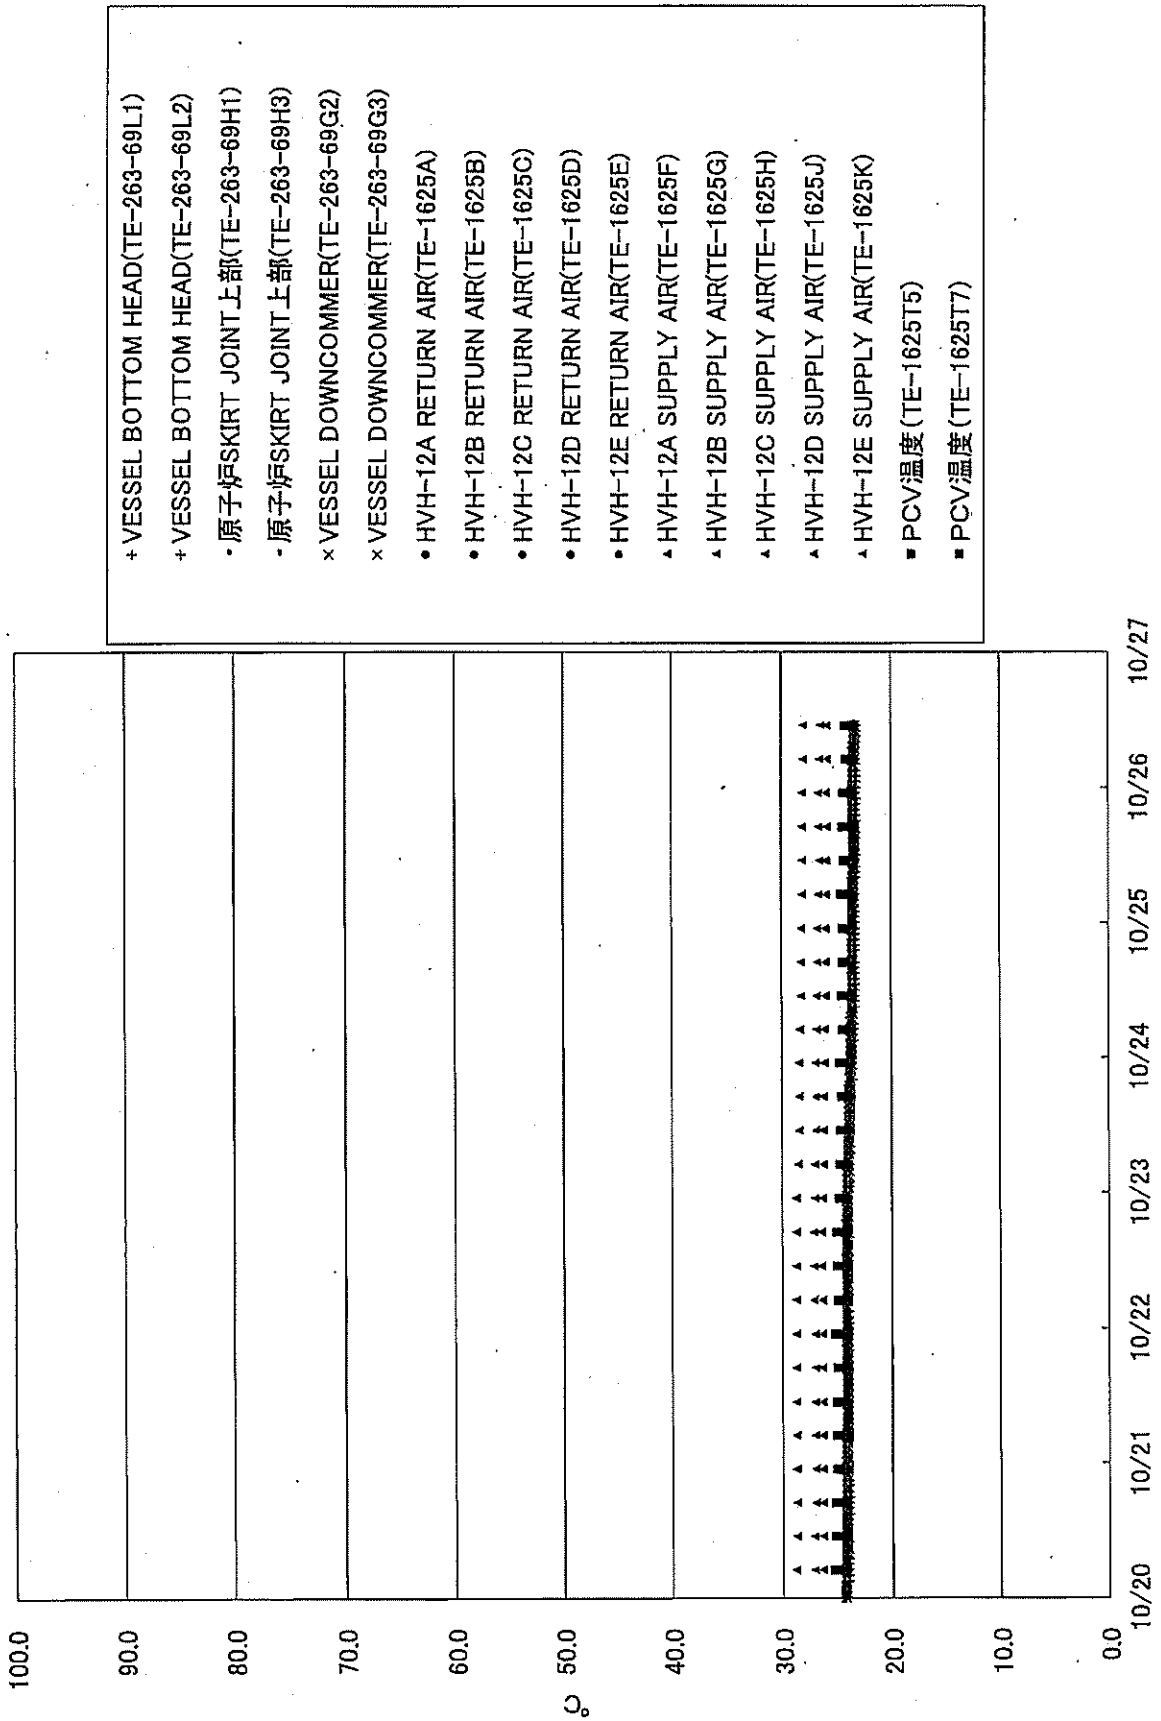 100.0
90.0
80.0
70.0
60.0
50.0
40.0
30.0
20.0
10.0
0.0
℃
10/20
10/21
10/22
10/23
10/24
10/25
10/26
10/27
+ VESSEL BOTTOM HEAD(TE-263-69L1)
+ VESSEL BOTTOM HEAD(TE-263-69L2)
- 原子炉SKIRT JOINT上部(TE-263-69H1)
- 原子炉SKIRT JOINT上部(TE-263-69H3)
× VESSEL DOWNCOMMER(TE-263-69G2)
× VESSEL DOWNCOMMER(TE-263-69G3)
● HVH-12A RETURN AIR(TE-1625A)
● HVH-12B RETURN AIR(TE-1625B)
● HVH-12C RETURN AIR(TE-1625C)
● HVH-12D RETURN AIR(TE-1625D)
● HVH-12E RETURN AIR(TE-1625E)
▲ HVH-12A SUPPLY AIR(TE-1625F)
▲ HVH-12B SUPPLY AIR(TE-1625G)
▲ HVH-12C SUPPLY AIR(TE-1625H)
▲ HVH-12D SUPPLY AIR(TE-1625J)
▲ HVH-12E SUPPLY AIR(TE-1625K)
■ PCV温度(TE-1625T5)
■ PCV温度(TE-1625T7)